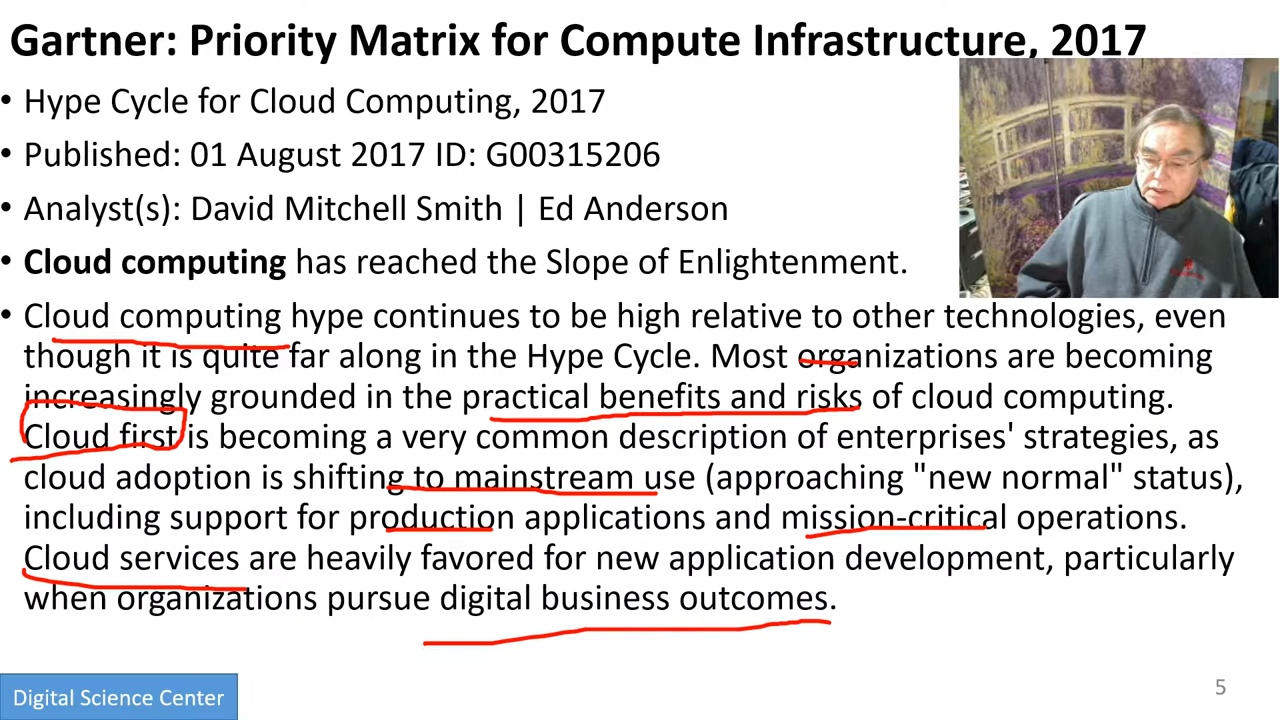 Gartner: Priority Matrix for Compute Infrastructure, 2017
• Hype Cycle for Cloud Computing, 2017
• Published: 01 August 2017 ID: G00315206
• Analyst(s): David Mitchell Smith | Ed Anderson
• Cloud computing has reached the Slope of Enlightenment.
• Cloud computing hype continues to be high relative to other technologies, even
though it is quite far along in the Hype Cycle. Most organizations are becoming
increasingly grounded in the practical benefits and risks of cloud computing.
Cloud first is becoming a very common description of enterprises' strategies, as
cloud adoption is shifting to mainstream use (approaching "new normal" status),
including support for production applications and mission-critical operations.
Cloud services are heavily favored for new application development, particularly
when organizations pursue digital business outcomes.
Digital Science Center
5